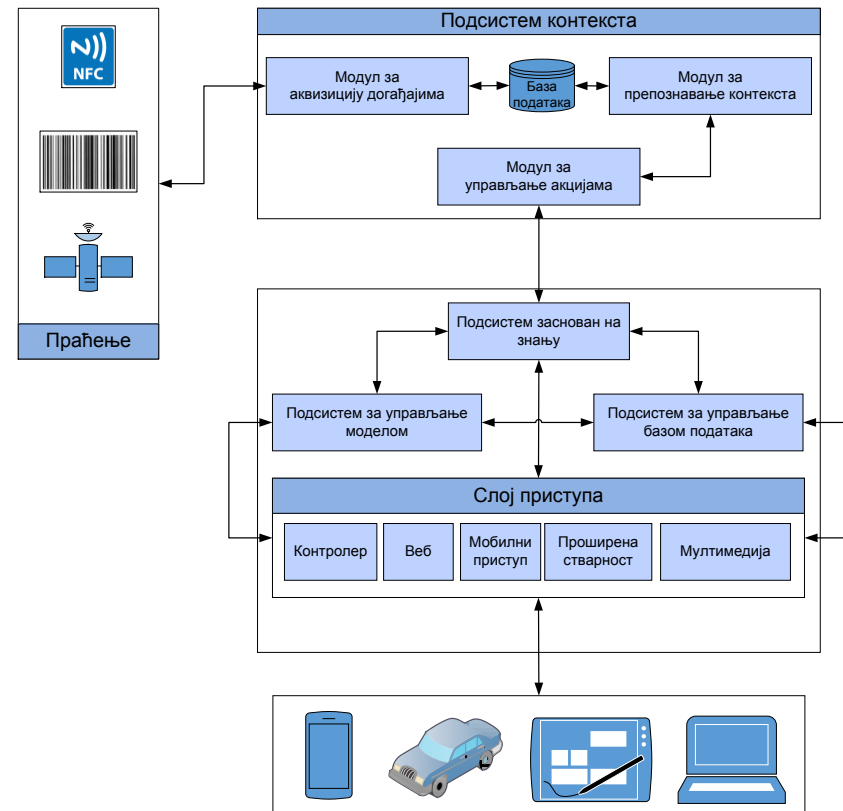 NFC
Праћење
Подсистем контекста
Модул за
аквизицију догађајима
База
података
Модул за
препознавање контекста
Модул за
управљање акцијама
Подсистем заснован на
знању
Подсистем за управљање
моделом
Подсистем за управљање
базом података
Слој приступа
Контролер
Веб
Мобилни
приступ
Проширена
стварност
Мултимедија